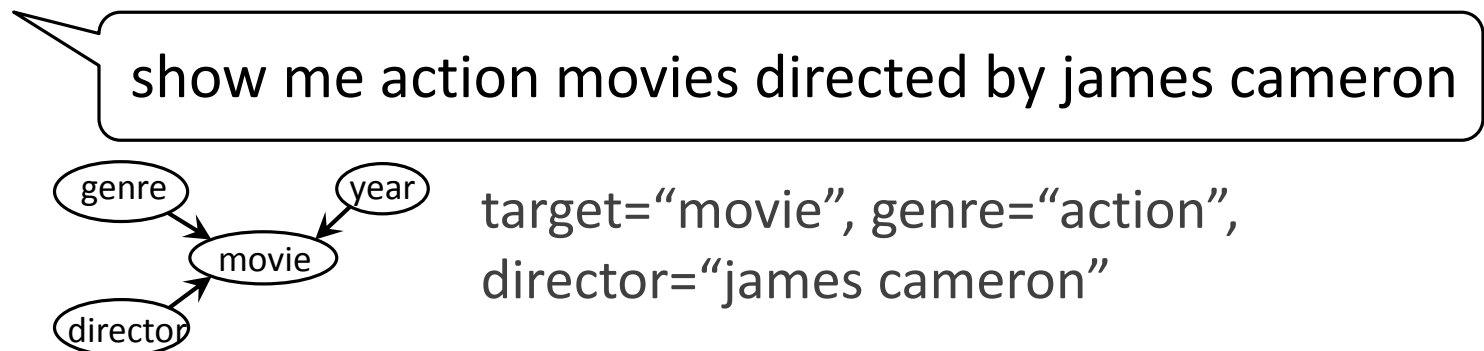 show me action movies directed by james cameron
genre
year
movie
director
target=“movie”, genre=“action”,
director=“james cameron”